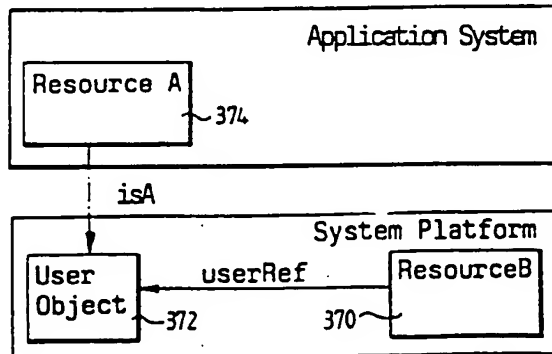 Application System
Resource A
374
isA
System Platform
User
Object
372
userRef
ResourceB
370